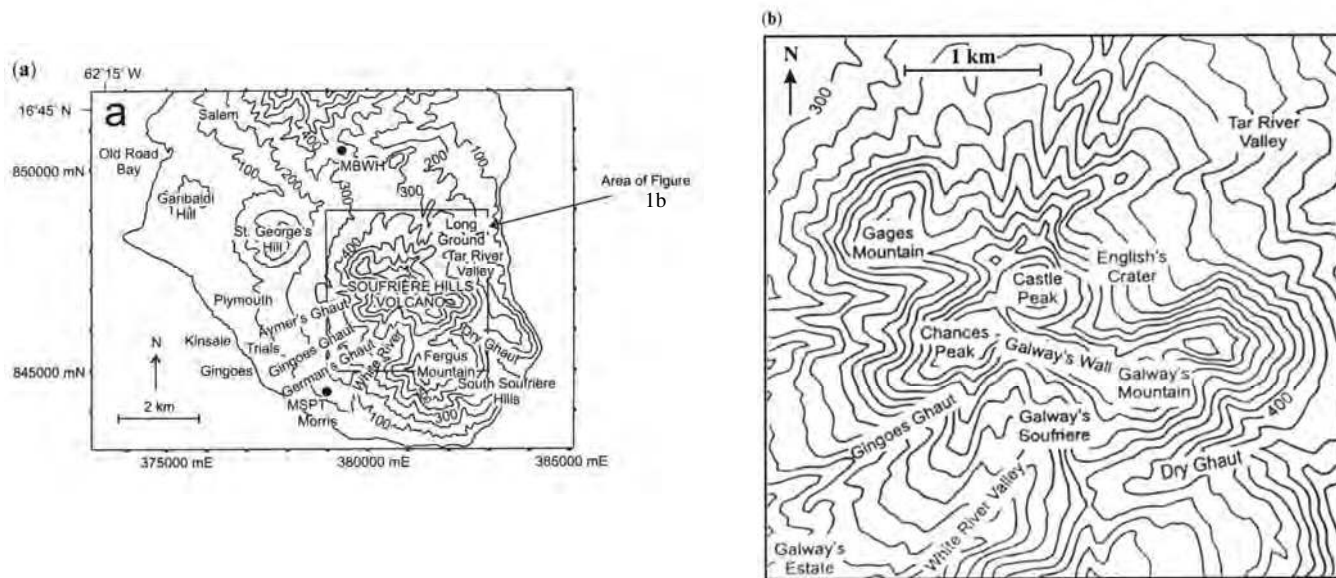 (a)
62°15' W
16°45' N
a
Salem
Old Road
Bay
850000 mN
400
100
200
MBWH
200
100
300
300
Garibaldi
Hill
St. George's
Hill
Area of Figure
1b
Long
Ground
400
Tar River
Valley
SOUFRIÈRE HILLS
VOLCANO
Plymouth
Aymer's Ghaut
Kinsale
Trials
Gingoes Ghaut
Gingoes
German's Ghaut
White River
Dry Ghaut
Fergus
Mountain
845000 mN
N
2 km
MSPT
Morris
South Soufrière
Hills
300
100
375000 mE
380000 mE
385000 mE
(b)
N
1 km
300
Tar River
Valley
Gages
Mountain
English's
Crater
Castle
Peak
Chances
Peak
Galway's Wall
Galway's
Mountain
400
Galway's
Soufriere
Gingoes Ghaut
Dry Ghaut
White River Valley
Galway's
Estate